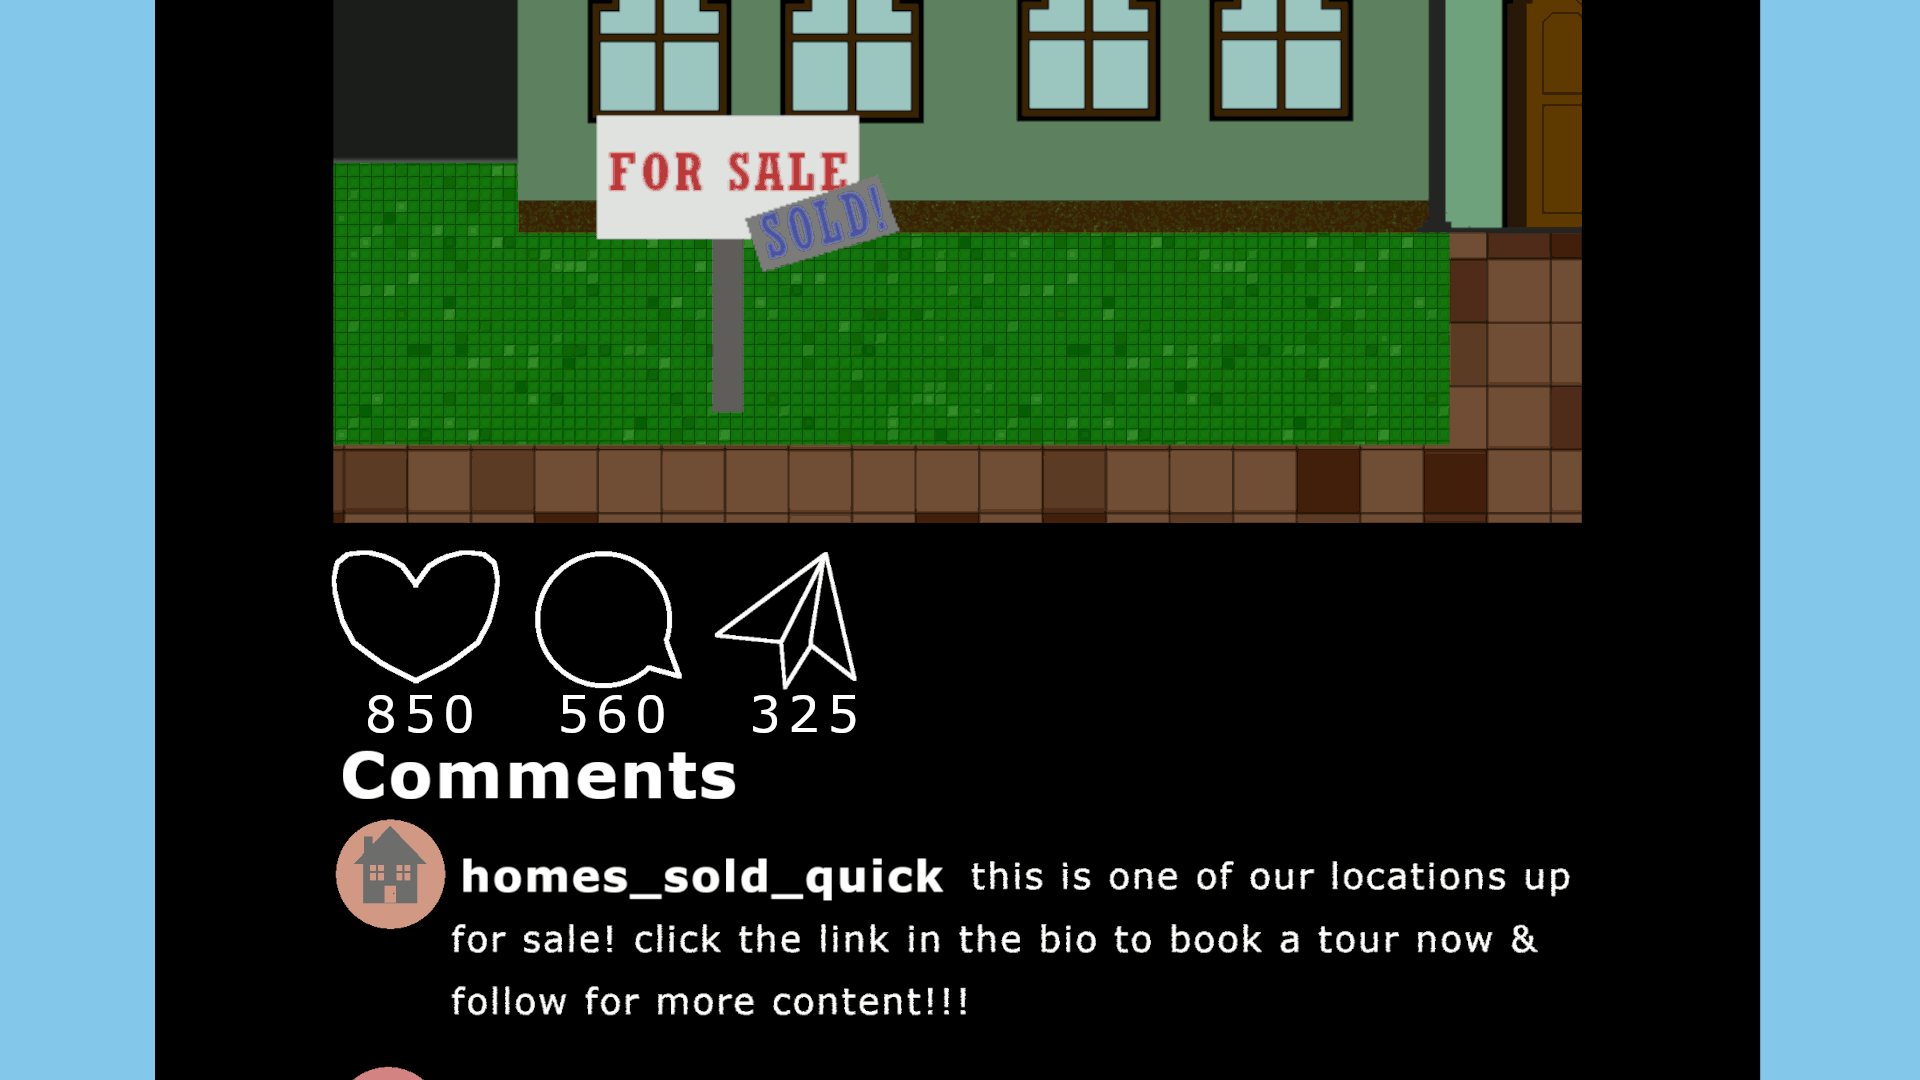 FOR SALE
SOLD!
850 560 325
Comments
homes_sold_quick this is one of our locations up
for sale! click the link in the bio to book a tour now &
follow for more content!!!